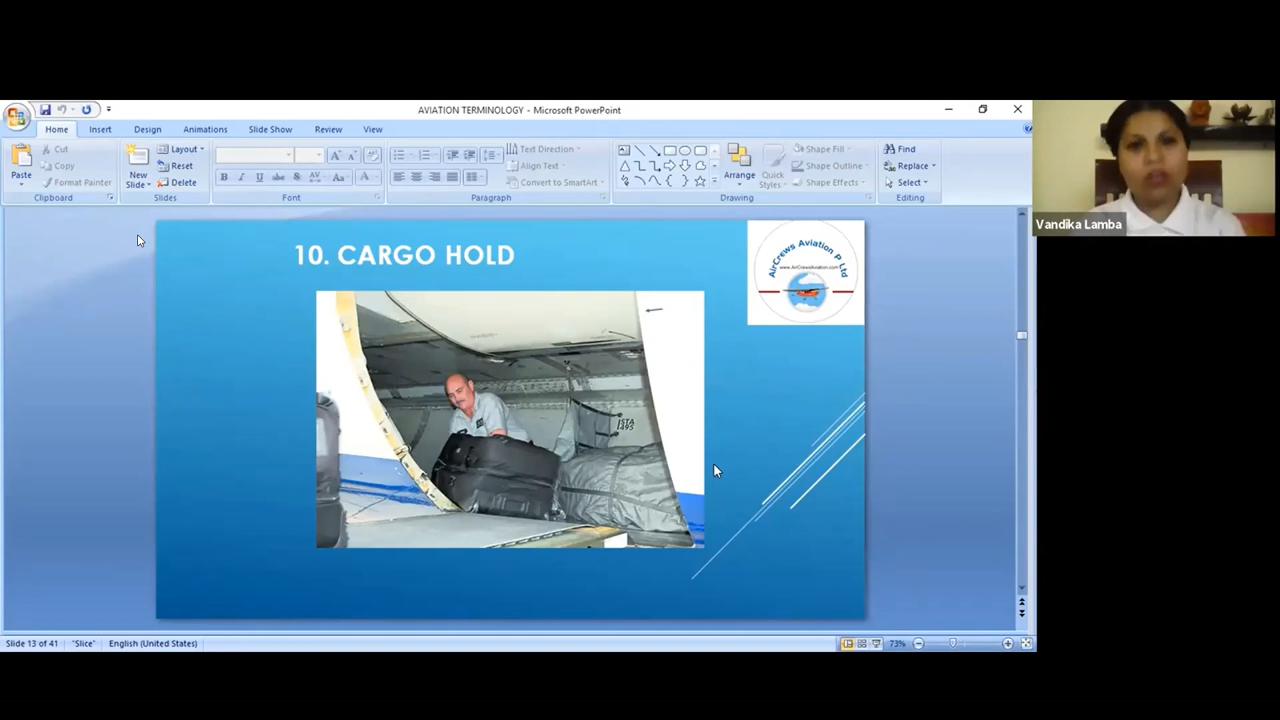 AVIATION TERMINOLOGY - Microsoft PowerPoint
Home Insert Design Animations Slide Show Review View
Paste
Cut
Copy
Format Painter
Clipboard
New
Slide
Layout
Reset
Delete
Slides
Font
Text Direction
Align Text
Convert to SmartArt
Paragraph
Arrange
Quick
Styles
Shape Fill
Shape Outline
Shape Effects
Drawing
Find
Replace
Select
Editing
Vandika Lamba
10. CARGO HOLD
AirCrews Aviation P Ltd
www.AirCrewsAviation.com
Slide 13 of 41 "Slice" English (United States) 73%